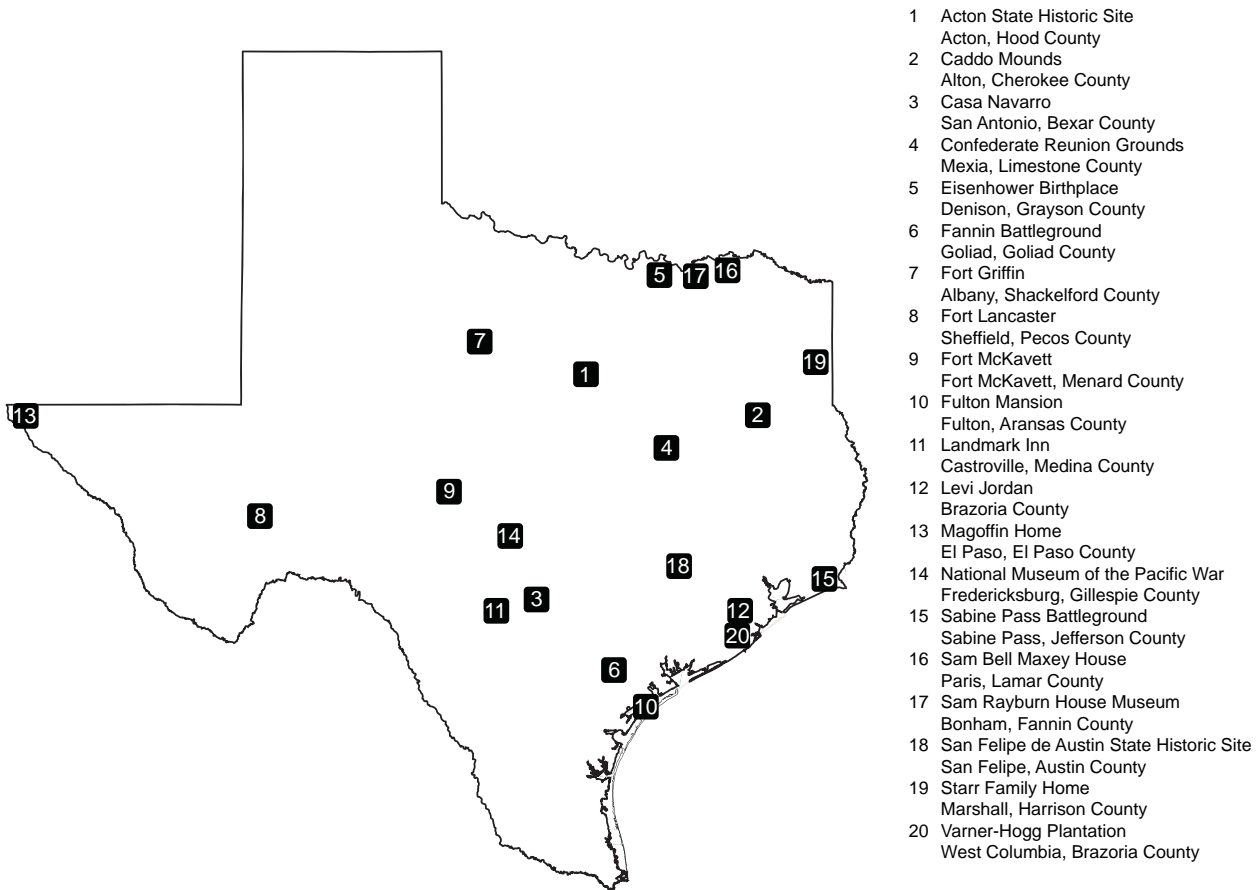 1 Acton State Historic Site
Acton, Hood County
2 Caddo Mounds
Alton, Cherokee County
3 Casa Navarro
San Antonio, Bexar County
4 Confederate Reunion Grounds
Mexia, Limestone County
5 Eisenhower Birthplace
Denison, Grayson County
6 Fannin Battleground
Goliad, Goliad County
7 Fort Griffin
Albany, Shackelford County
8 Fort Lancaster
Sheffield, Pecos County
9 Fort McKavett
Fort McKavett, Menard County
10 Fulton Mansion
Fulton, Aransas County
11 Landmark Inn
Castroville, Medina County
12 Levi Jordan
Brazoria County
13 Magoffin Home
El Paso, El Paso County
14 National Museum of the Pacific War
Fredericksburg, Gillespie County
15 Sabine Pass Battleground
Sabine Pass, Jefferson County
16 Sam Bell Maxey House
Paris, Lamar County
17 Sam Rayburn House Museum
Bonham, Fannin County
18 San Felipe de Austin State Historic Site
San Felipe, Austin County
19 Starr Family Home
Marshall, Harrison County
20 Varner-Hogg Plantation
West Columbia, Brazoria County
5 17 16
7
19
1
13
2
4
9
8
14
18
15
3
11
12
20
6
10